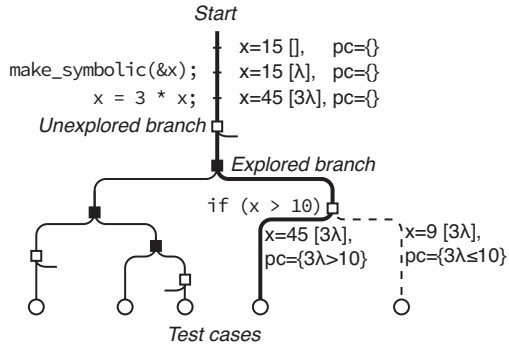 Start
x=15 [], pc={}
make_symbolic(&x); x=15 [λ], pc={}
x = 3 * x; x=45 [3λ], pc={}
Unexplored branch
Explored branch
if (x > 10)
x=45 [3λ], x=9 [3λ],
pc={3λ>10} pc={3λ≤10}
Test cases